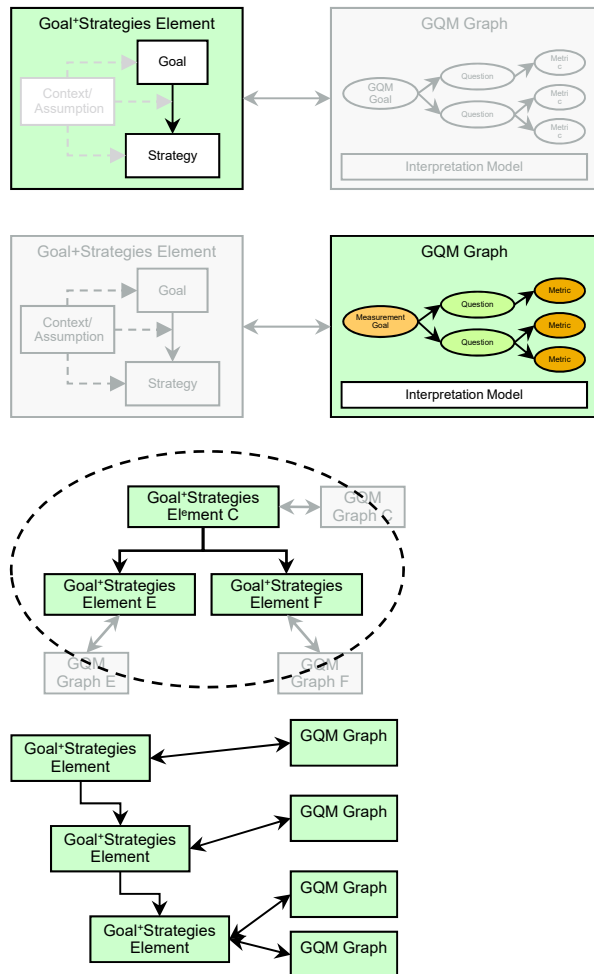 Goal⁺Strategies Element
Goal
Context/
Assumption
Strategy
GQM Graph
GQM
Goal
Question
Question
Metri
c
Metri
c
Metri
c
Interpretation Model
Goal+Strategies Element
Goal
Context/
Assumption
Strategy
GQM Graph
Measurement
Goal
Question
Question
Metric
Metric
Metric
Interpretation Model
Goal⁺Strategies
Element C
GQM
Graph C
Goal⁺Strategies
Element E
Goal⁺Strategies
Element F
GQM
Graph E
GQM
Graph F
Goal⁺Strategies
Element
GQM Graph
Goal⁺Strategies
Element
GQM Graph
GQM Graph
Goal⁺Strategies
Element
GQM Graph